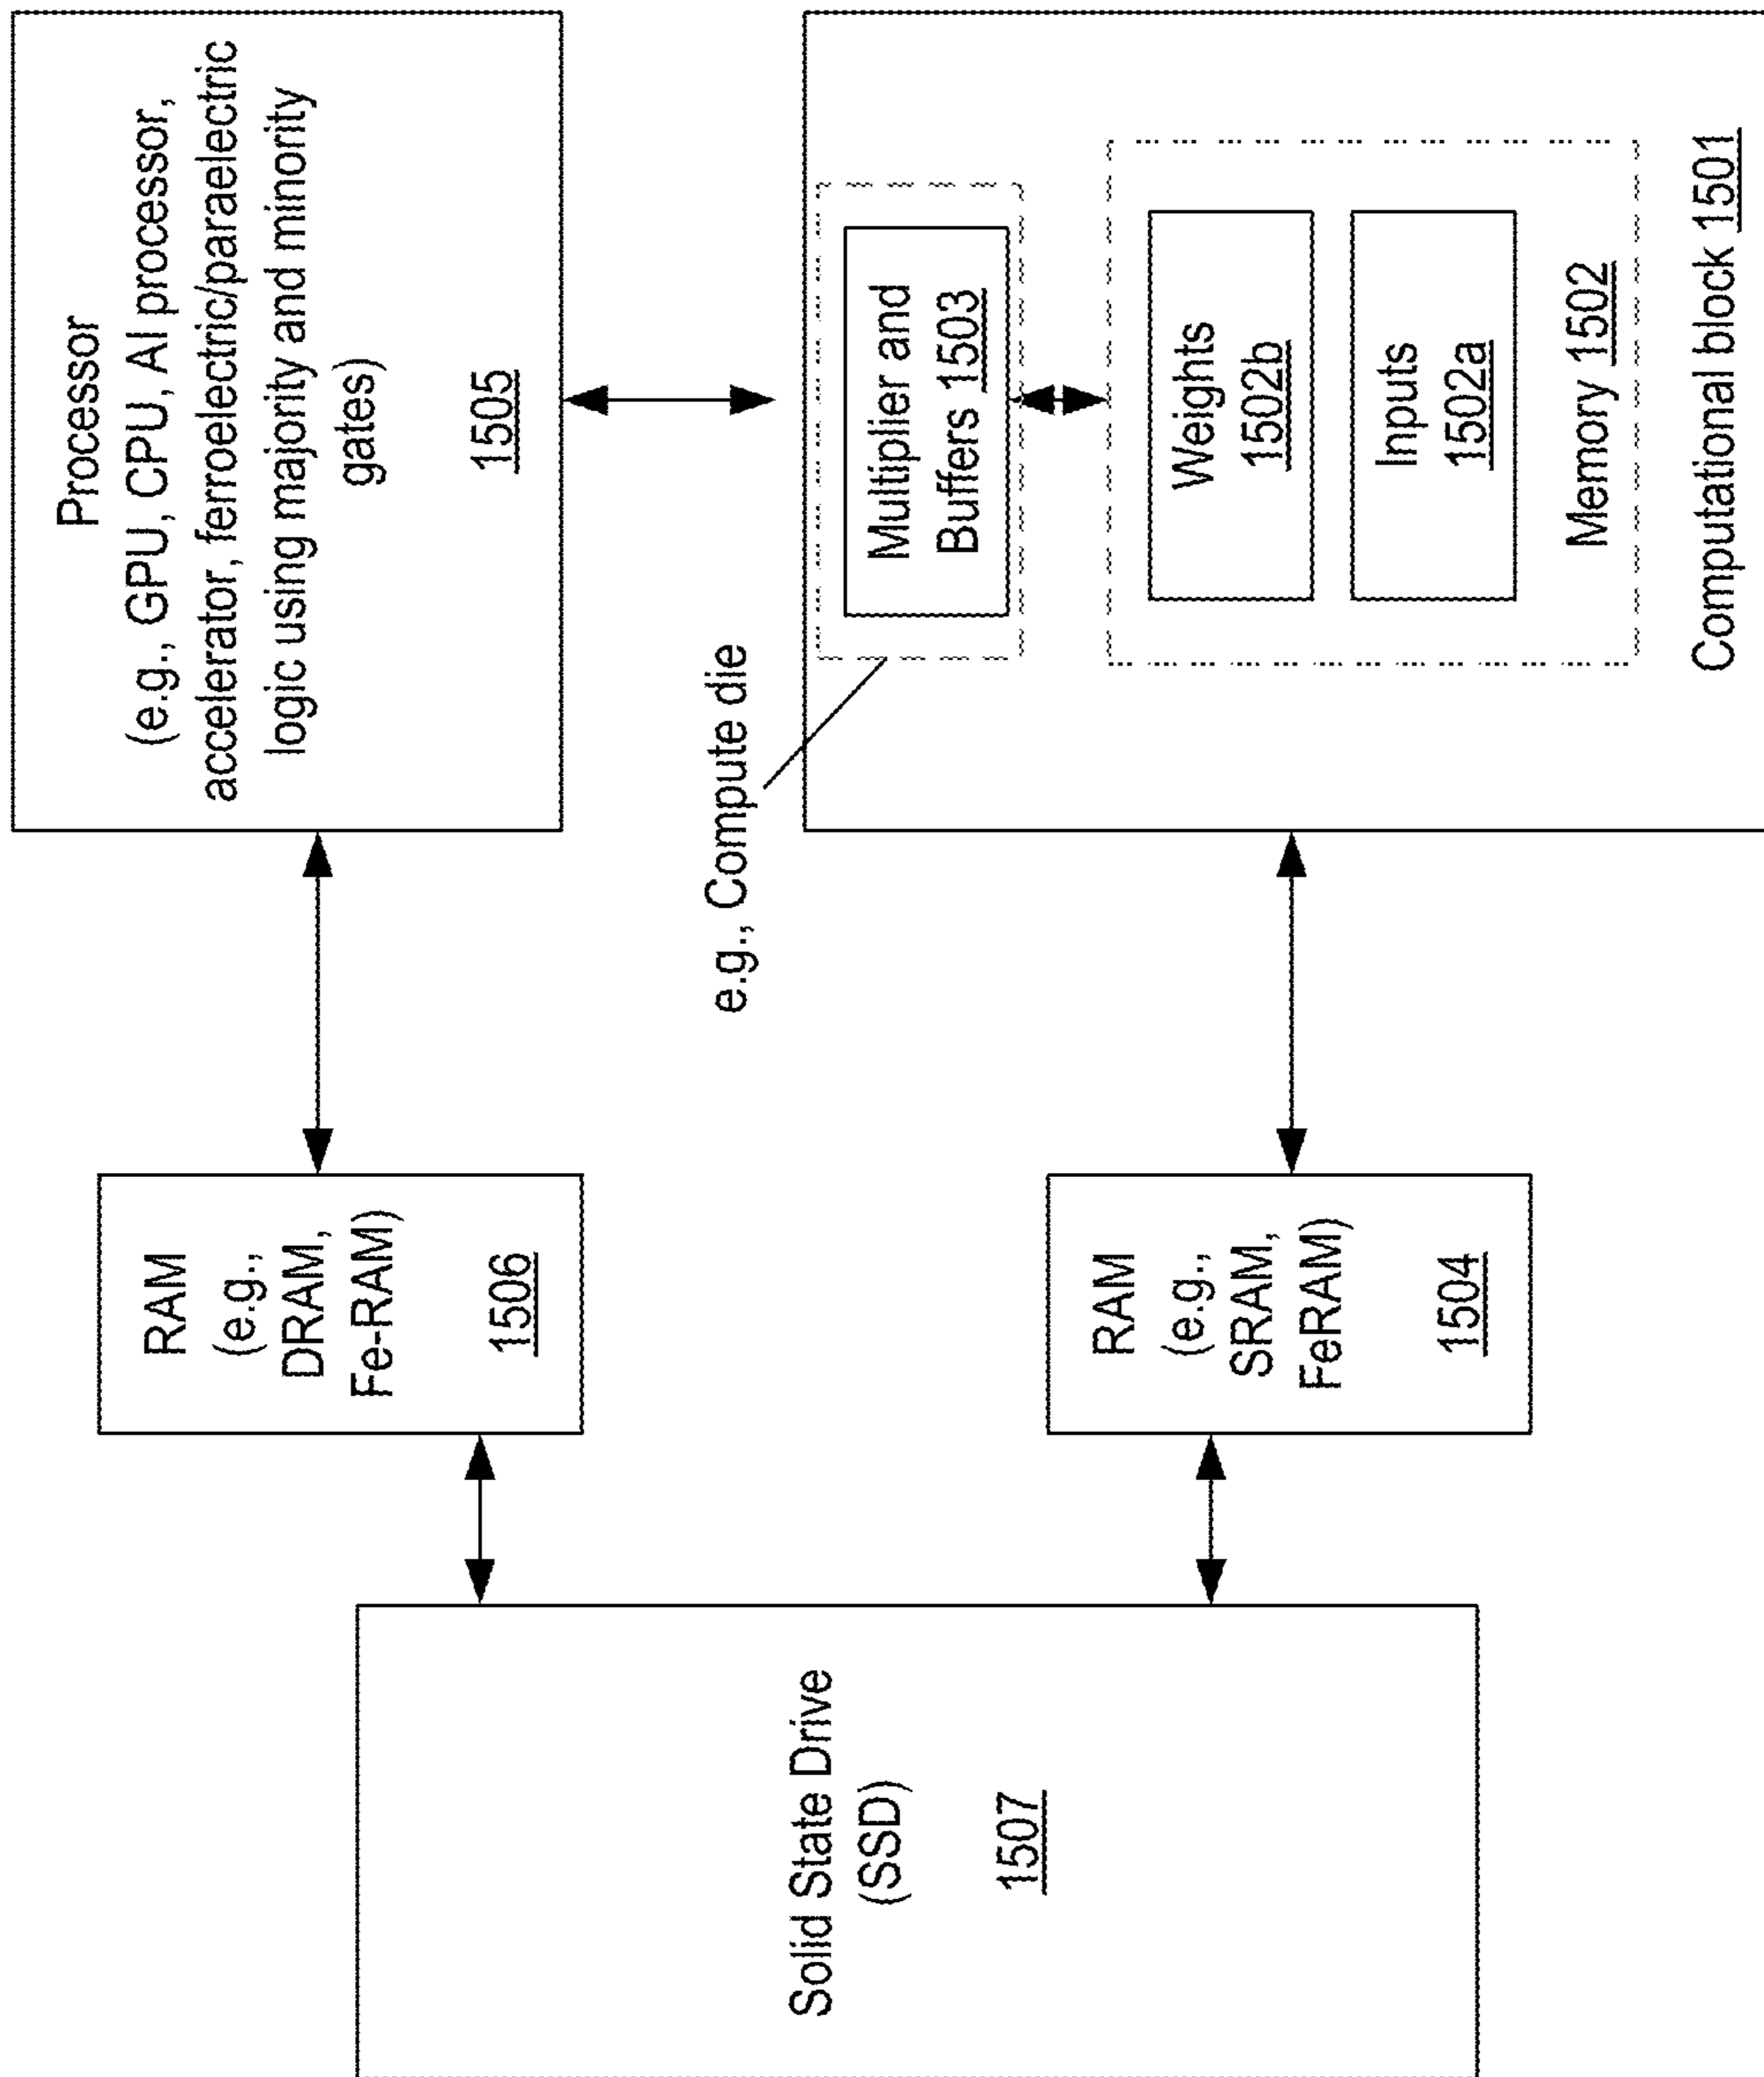 Processor
(e.g., GPU, CPU, AI processor,
accelerator, ferroelectric/paraelectric
logic using majority and minority
gates)
1505
RAM
(e.g.,
DRAM,
Fe-RAM)
1506
e.g., Compute die
Multiplier and
Buffers 1503
Weights
1502b
Inputs
1502a
Memory 1502
Computational block 1501
RAM
(e.g.,
SRAM,
FeRAM)
1504
Solid State Drive
(SSD)
1507